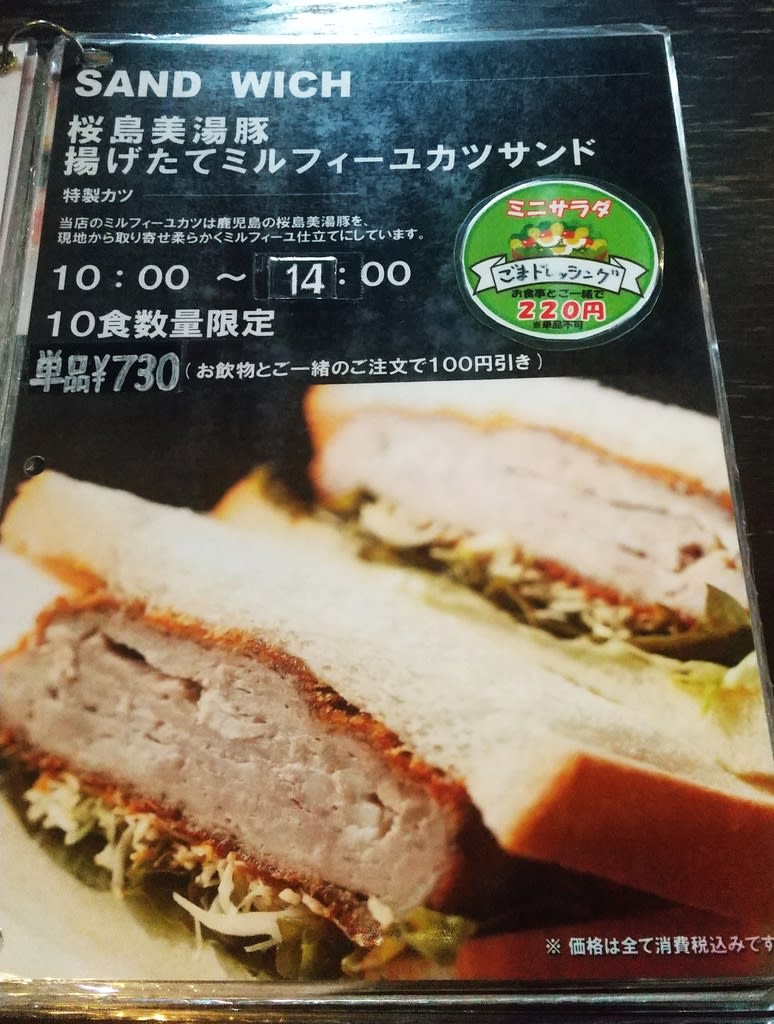 SAND WICH
桜島美湯豚
揚げたてミルフィーユカツサンド
特製カツ
当店のミルフィーユカツは鹿児島の桜島美湯豚を、
現地から取り寄せ柔らかくミルフィーユ仕立てにしています。
10：00 ～ 14：00
10食数量限定
単品¥730（お飲物とご一緒のご注文で100円引き）
ミニサラダ
ごまドレッシング
お食事とご一緒で
220円
※単品不可
※ 価格は全て消費税込みです